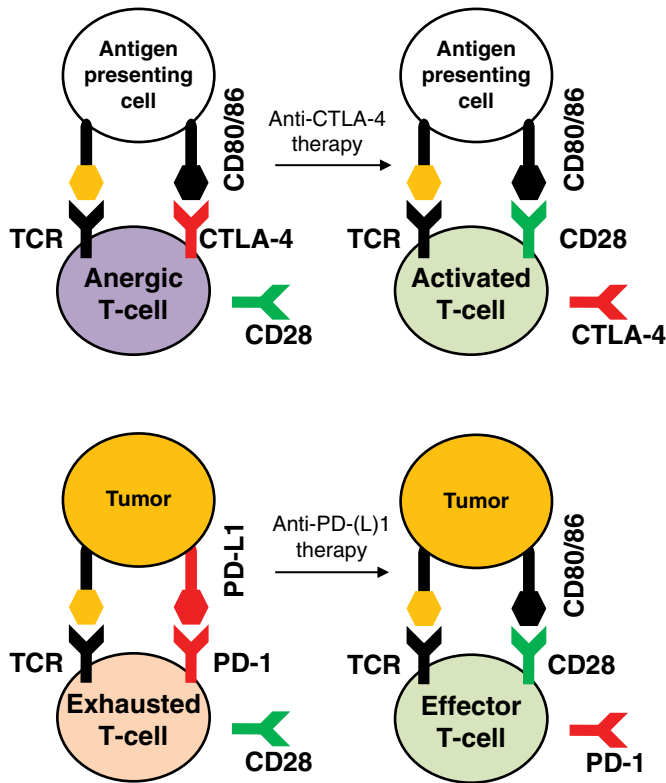 Antigen
presenting
cell
CD80/86
TCR
CTLA-4
Anergic
T-cell
CD28
Anti-CTLA-4
therapy
Antigen
presenting
cell
CD80/86
TCR
CD28
Activated
T-cell
CTLA-4
Tumor
PD-L1
TCR
PD-1
Exhausted
T-cell
CD28
Anti-PD-(L)1
therapy
Tumor
CD80/86
TCR
CD28
Effector
T-cell
PD-1